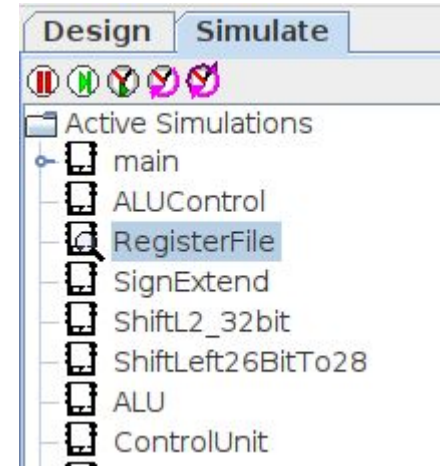 Design Simulate
Active Simulations
main
ALUControl
RegisterFile
SignExtend
ShiftL2_32bit
ShiftLeft26BitTo28
ALU
ControlUnit